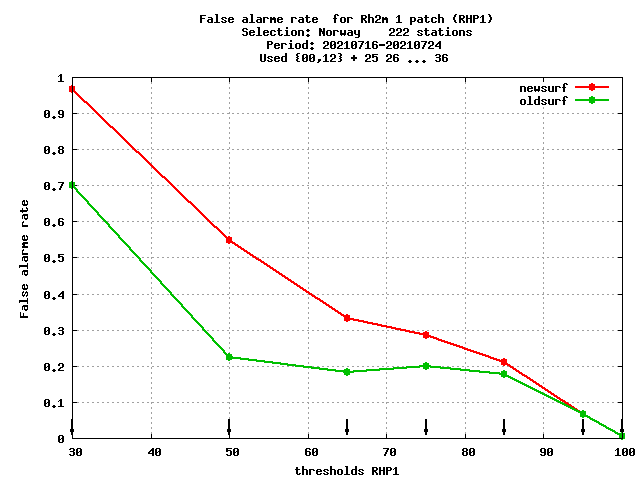 False alarme rate  for Rh2m 1 patch (RHP1)
Selection: Norway    222 stations
Period: 20210716-20210724
Used {00,12} + 25 26 ... 36
newsurf
oldsurf
1
0.9
0.8
0.7
0.6
0.5
0.4
0.3
0.2
0.1
0
False alarme rate
30 40 50 60 70 80 90 100
thresholds RHP1